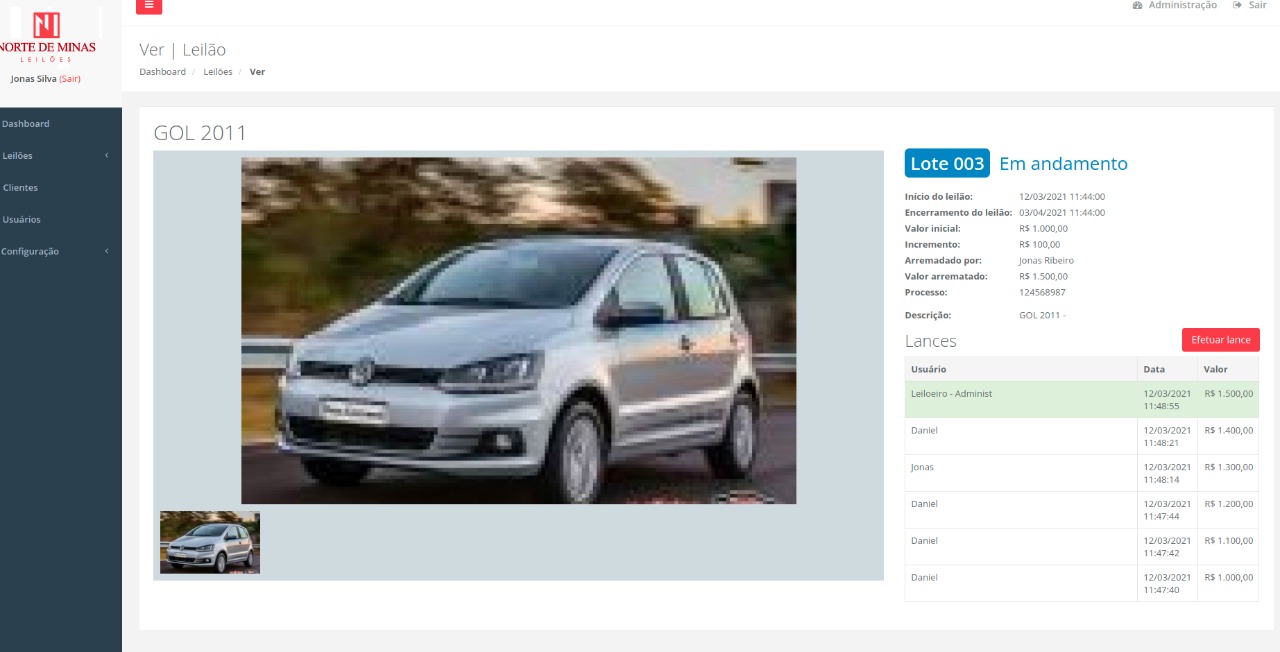 Administração Sair
NORTE DE MINAS
LEILÕES
Jonas Silva (Sair)
Dashboard
Leilões
Clientes
Usuários
Configuração
Ver | Leilão
Dashboard / Leilões / Ver
GOL 2011
Lote 003 Em andamento
Início do leilão: 12/03/2021 11:44:00
Encerramento do leilão: 03/04/2021 11:44:00
Valor inicial: R$ 1.000,00
Incremento: R$ 100,00
Arremadado por: Jonas Ribeiro
Valor arrematado: R$ 1.500,00
Processo: 124568987
Descrição: GOL 2011 -
Lances Efetuar lance
Usuário Data Valor
Leiloeiro - Administ 12/03/2021 R$ 1.500,00
11:48:55
Daniel 12/03/2021 R$ 1.400,00
11:48:21
Jonas 12/03/2021 R$ 1.300,00
11:48:14
Daniel 12/03/2021 R$ 1.200,00
11:47:44
Daniel 12/03/2021 R$ 1.100,00
11:47:42
Daniel 12/03/2021 R$ 1.000,00
11:47:40